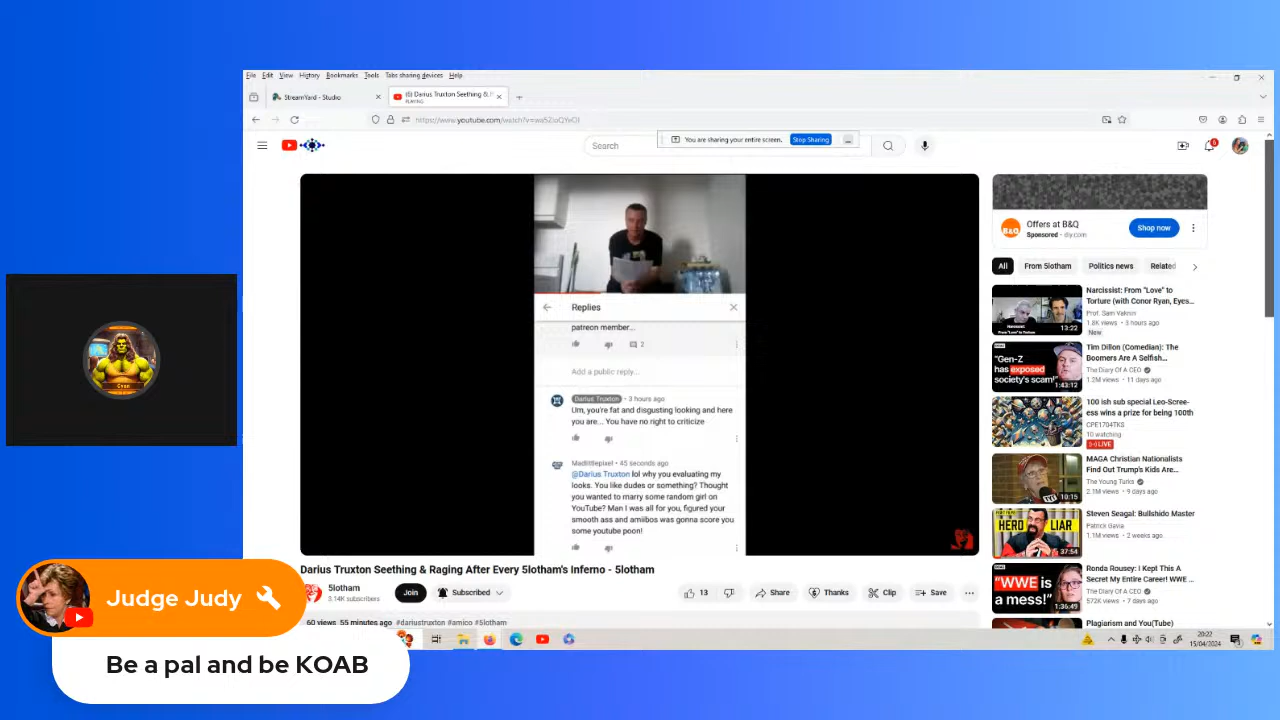 File Edit View History Bookmarks Tools Tabs sharing devices Help
StreamYard - Studio
(6) Darius Truxton Seething & R
PLAYING
Search
You are sharing your entire screen. Stop Sharing
Replies
patreon member...
2
Add a public reply...
Darius Truxton • 3 hours ago
Um, you're fat and disgusting looking and here
you are... You have no right to criticize
Madlittlepixel • 45 seconds ago
@Darius Truxton lol why you evaluating my
looks. You like dudes or something? Thought
you wanted to marry some random girl on
YouTube? Man I was all for you, figured your
smooth ass and amiibos was gonna score you
some youtube poon!
Darius Truxton Seething & Raging After Every 5lotham's Inferno - 5lotham
5lotham
3.14K subscribers
Join
Subscribed
13
Share
Thanks
Clip
Save
60 views 55 minutes ago #dariustruxton #amico #5lotham
B&Q
Offers at B&Q
Sponsored · diy.com
Shop now
All From 5lotham Politics news Related
Narcissist: From "Love" to
Torture (with Conor Ryan, Eyes...
Prof. Sam Vaknin
1.8K views • 3 hours ago
New
13:22
"Gen-Z
has exposed
society's scam!"
1:43:12
Tim Dillon (Comedian): The
Boomers Are A Selfish...
The Diary Of A CEO
1.2M views • 11 days ago
100 ish sub special Leo-Scree-
ess wins a prize for being 100th
CPE1704TKS
10 watching
LIVE
MAGA Christian Nationalists
Find Out Trump's Kids Are...
The Young Turks
2.1M views • 9 days ago
10:15
HERO LIAR
37:54
Steven Seagal: Bullshido Master
Patrick Gavia
1.1M views • 2 weeks ago
"WWE is
a mess!"
1:36:49
Ronda Rousey: I Kept This A
Secret My Entire Career! WWE ...
The Diary Of A CEO
572K views • 7 days ago
Plagiarism and You(Tube)
20:22
15/04/2024
Judge Judy
Be a pal and be KOAB